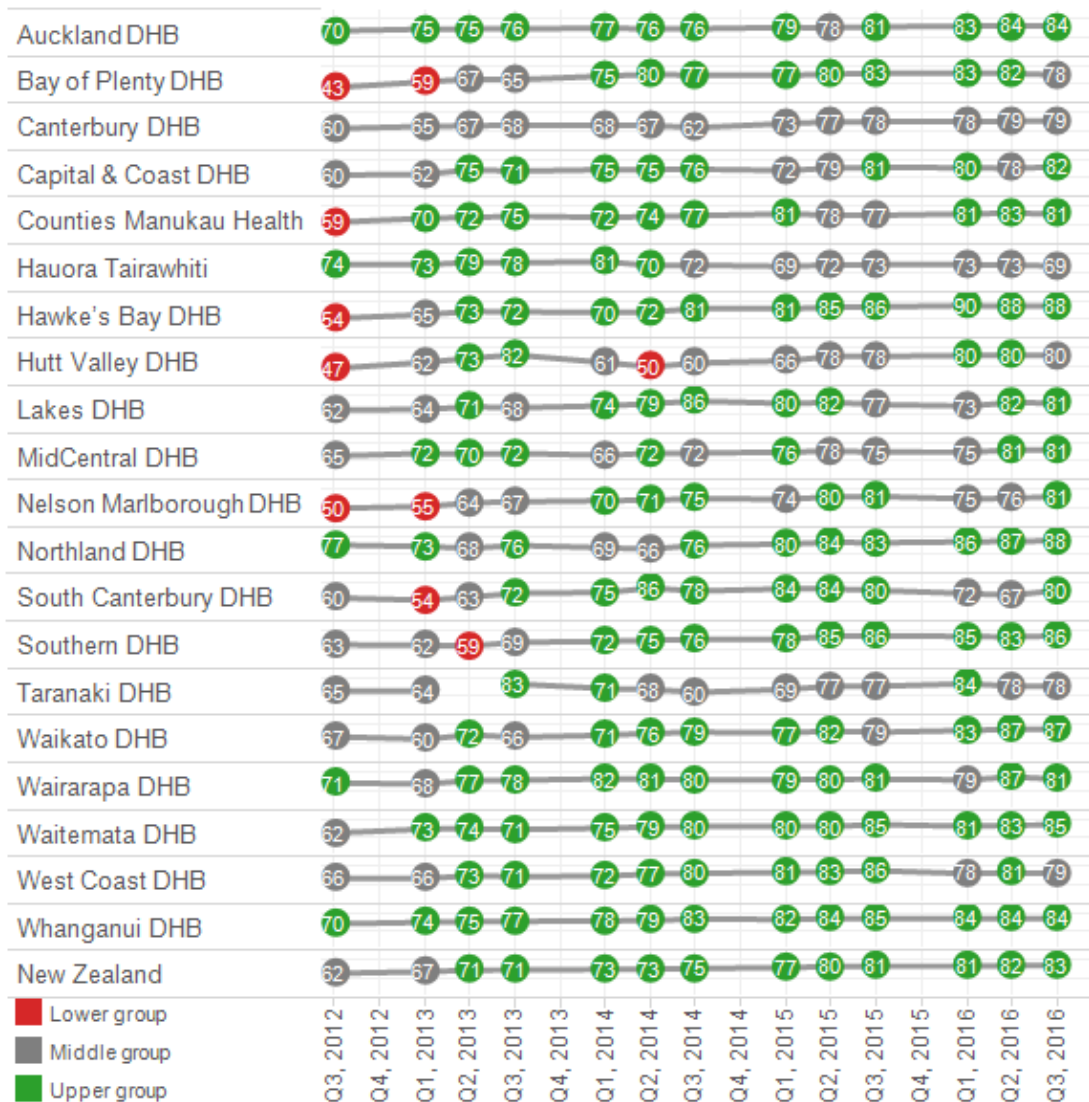 Auckland DHB 70 75 75 76 77 76 76 79 78 81 83 84 84
Bay of Plenty DHB 43 59 67 65 75 80 77 77 80 83 83 82 78
Canterbury DHB 60 65 67 68 68 67 62 73 77 78 78 79 79
Capital & Coast DHB 60 62 75 71 75 75 76 72 79 81 80 78 82
Counties Manukau Health 59 70 72 75 72 74 77 81 78 77 81 83 81
Hauora Tairawhiti 74 73 79 78 81 70 72 69 72 73 73 73 69
Hawke's Bay DHB 54 65 73 72 70 72 81 81 85 86 90 88 88
Hutt Valley DHB 47 62 73 82 61 50 60 66 78 78 80 80 80
Lakes DHB 62 64 71 68 74 79 86 80 82 77 73 82 81
MidCentral DHB 65 72 70 72 66 72 72 76 78 75 75 81 81
Nelson Marlborough DHB 50 55 64 67 70 71 75 74 80 81 75 76 81
Northland DHB 77 73 68 76 69 66 76 80 84 83 86 87 88
South Canterbury DHB 60 54 63 72 75 86 78 84 84 80 72 67 80
Southern DHB 63 62 59 69 72 75 76 78 85 86 85 83 86
Taranaki DHB 65 64 83 71 68 60 69 77 77 84 78 78
Waikato DHB 67 60 72 66 71 76 79 77 82 79 83 87 87
Wairarapa DHB 71 68 77 78 82 81 80 79 80 81 79 87 81
Waitemata DHB 62 73 74 71 75 79 80 80 80 85 81 83 85
West Coast DHB 66 66 73 71 72 77 80 81 83 86 78 81 79
Whanganui DHB 70 74 75 77 78 79 83 82 84 85 84 84 84
New Zealand 62 67 71 71 73 73 75 77 80 81 81 82 83
Lower group
Middle group
Upper group
Q3, 2012
Q4, 2012
Q1, 2013
Q2, 2013
Q3, 2013
Q4, 2013
Q1, 2014
Q2, 2014
Q3, 2014
Q4, 2014
Q1, 2015
Q2, 2015
Q3, 2015
Q4, 2015
Q1, 2016
Q2, 2016
Q3, 2016